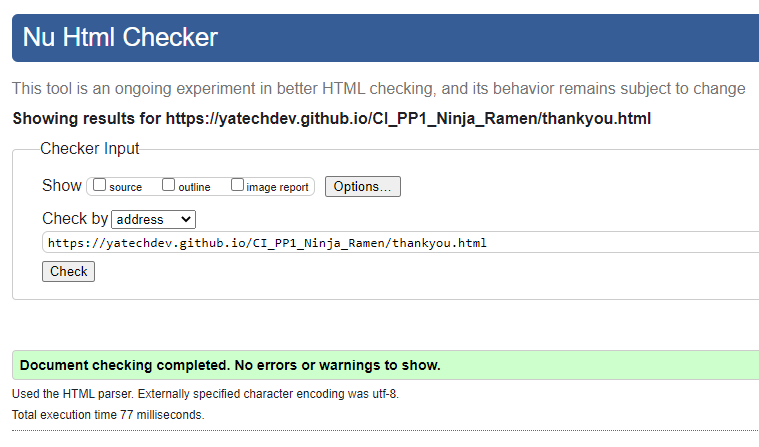 Nu Html Checker
This tool is an ongoing experiment in better HTML checking, and its behavior remains subject to change
Showing results for https://yatechdev.github.io/CI_PP1_Ninja_Ramen/thankyou.html
Checker Input
Show source outline image report Options...
Check by address
https://yatechdev.github.io/CI_PP1_Ninja_Ramen/thankyou.html
Check
Document checking completed. No errors or warnings to show.
Used the HTML parser. Externally specified character encoding was utf-8.
Total execution time 77 milliseconds.